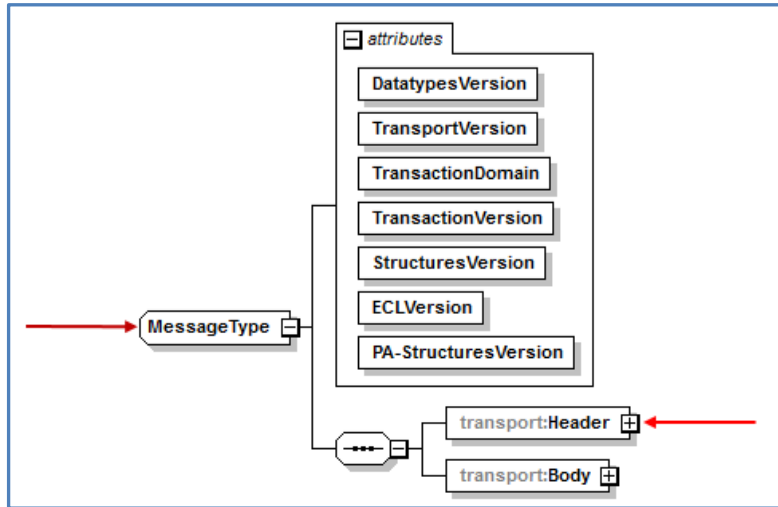 attributes
DatatypesVersion
TransportVersion
TransactionDomain
TransactionVersion
StructuresVersion
ECLVersion
PA-StructuresVersion
MessageType
transport:Header
transport:Body